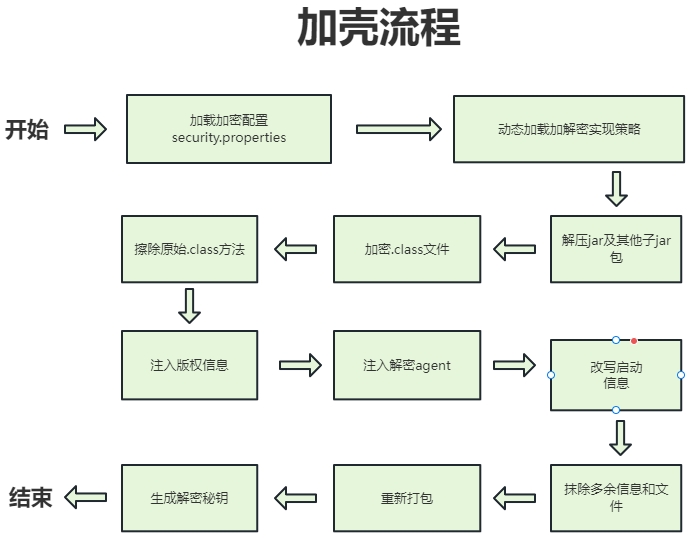 加壳流程
开始
加载加密配置
security.properties
动态加载加解密实现策略
解压jar及其他子jar
包
加密.class文件
擦除原始.class方法
注入版权信息
注入解密agent
改写启动
信息
抹除多余信息和文
件
重新打包
生成解密秘钥
结束